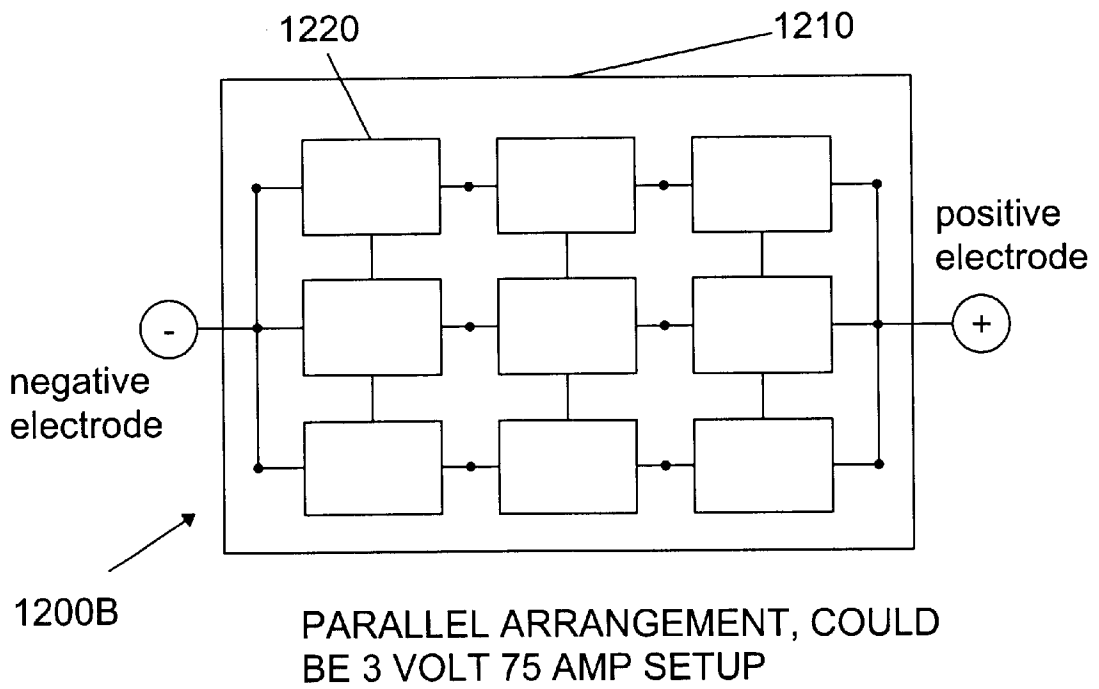 1220
1210
positive
electrode
-
+
negative
electrode
1200B
PARALLEL ARRANGEMENT, COULD
BE 3 VOLT 75 AMP SETUP